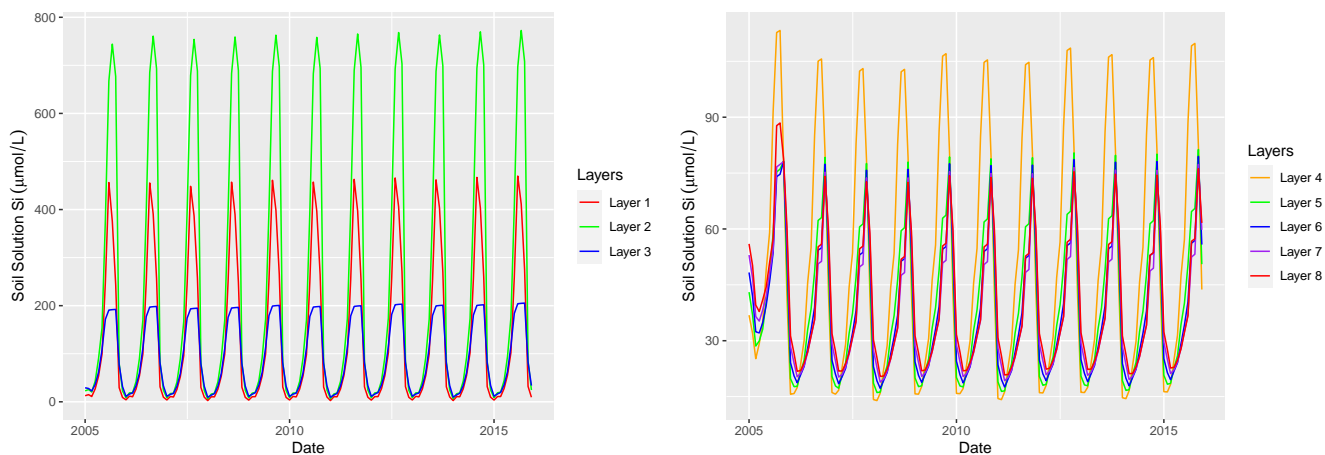 800
600
400
200
0
Soil Solution Si (μmol/L)
2005
2010
2015
Date
Layers
Layer 1
Layer 2
Layer 3
90
60
30
Soil Solution Si (μmol/L)
2005
2010
2015
Date
Layers
Layer 4
Layer 5
Layer 6
Layer 7
Layer 8